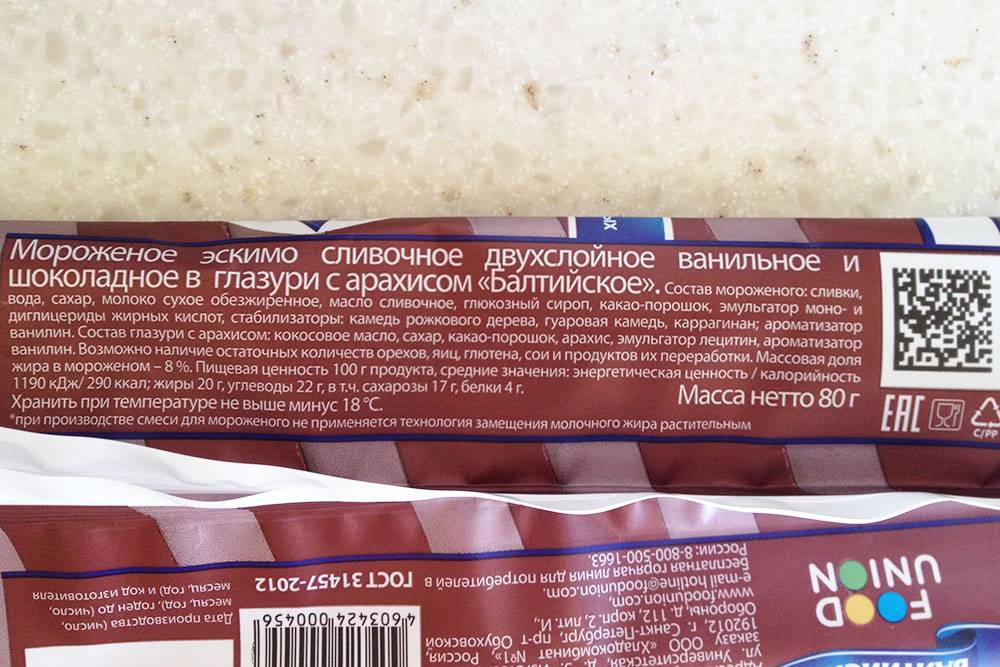 Мороженое эскимо сливочное двухслойное ванильное и
шоколадное в глазури с арахисом «Балтийское». Состав мороженого: сливки,
вода, сахар, молоко сухое обезжиренное, масло сливочное, глюкозный сироп, какао-порошок, эмульгатор моно- и
диглицериды жирных кислот, стабилизаторы: камедь рожкового дерева, гуаровая камедь, каррагинан; ароматизатор
ванилин. Состав глазури с арахисом: кокосовое масло, сахар, какао-порошок, арахис, эмульгатор лецитин, ароматизатор
ванилин. Возможно наличие остаточных количеств орехов, яиц, глютена, сои и продуктов их переработки. Массовая доля
жира в мороженом – 8 %. Пищевая ценность 100 г продукта, средние значения: энергетическая ценность / калорийность
1190 кДж/ 290 ккал; жиры 20 г, углеводы 22 г, в т.ч. сахарозы 17 г, белки 4 г.
Масса нетто 80 г
Хранить при температуре не выше минус 18 °С.
*при производстве смеси для мороженого не применяется технология замещения молочного жира растительным
EAC
C/PP
FOOD
UNION
заказу ООО «Хладокомбинат №1», Россия,
192012, г. Санкт-Петербург, пр-т Обуховской
Обороны, д. 112, корп. 2, лит. И,
www.foodunion.com,
e-mail hotline@foodunion.com.
Бесплатная горячая линия для потребителей в
России: 8-800-500-1663.
4 603424 000456
ГОСТ 31457-2012
Дата производства (число,
месяц, год), годен до (число,
месяц, год) и код изготовителя